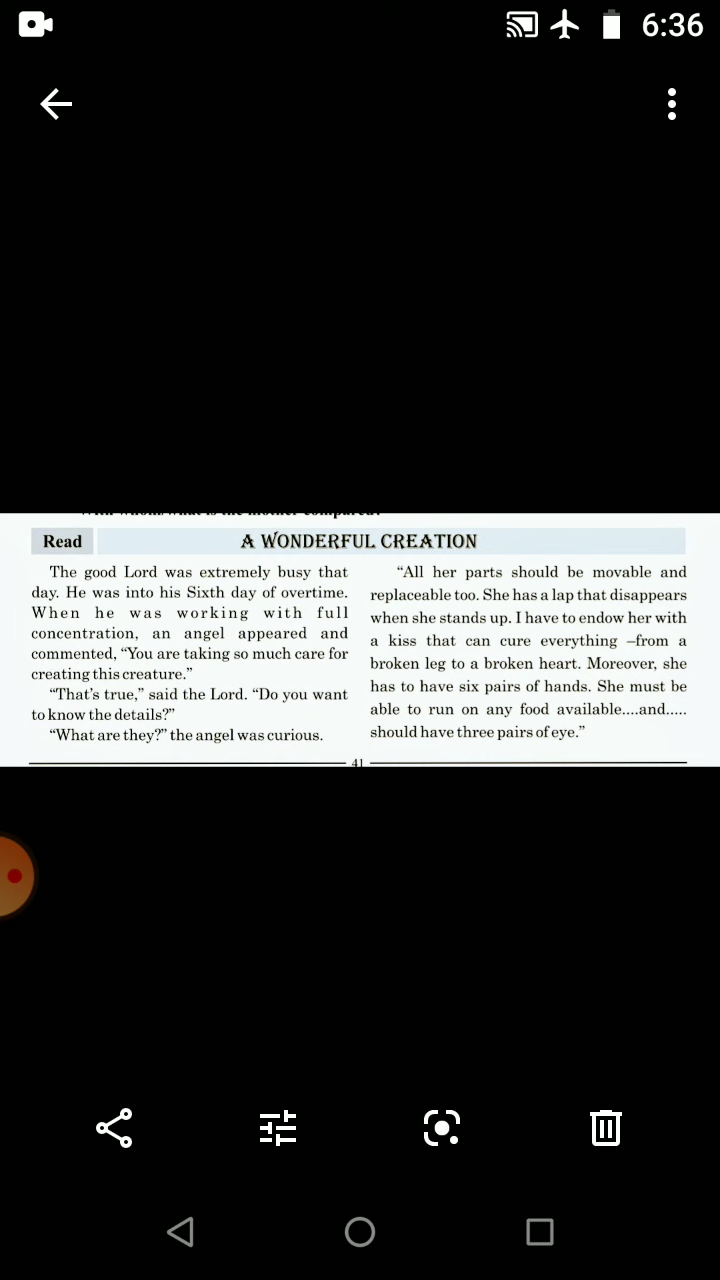 6:36
Read
A WONDERFUL CREATION
The good Lord was extremely busy that
day. He was into his Sixth day of overtime.
When he was working with full
concentration, an angel appeared and
commented, “You are taking so much care for
creating this creature.”
“That’s true,” said the Lord. “Do you want
to know the details?”
“What are they?” the angel was curious.
“All her parts should be movable and
replaceable too. She has a lap that disappears
when she stands up. I have to endow her with
a kiss that can cure everything –from a
broken leg to a broken heart. Moreover, she
has to have six pairs of hands. She must be
able to run on any food available....and.....
should have three pairs of eye.”
41